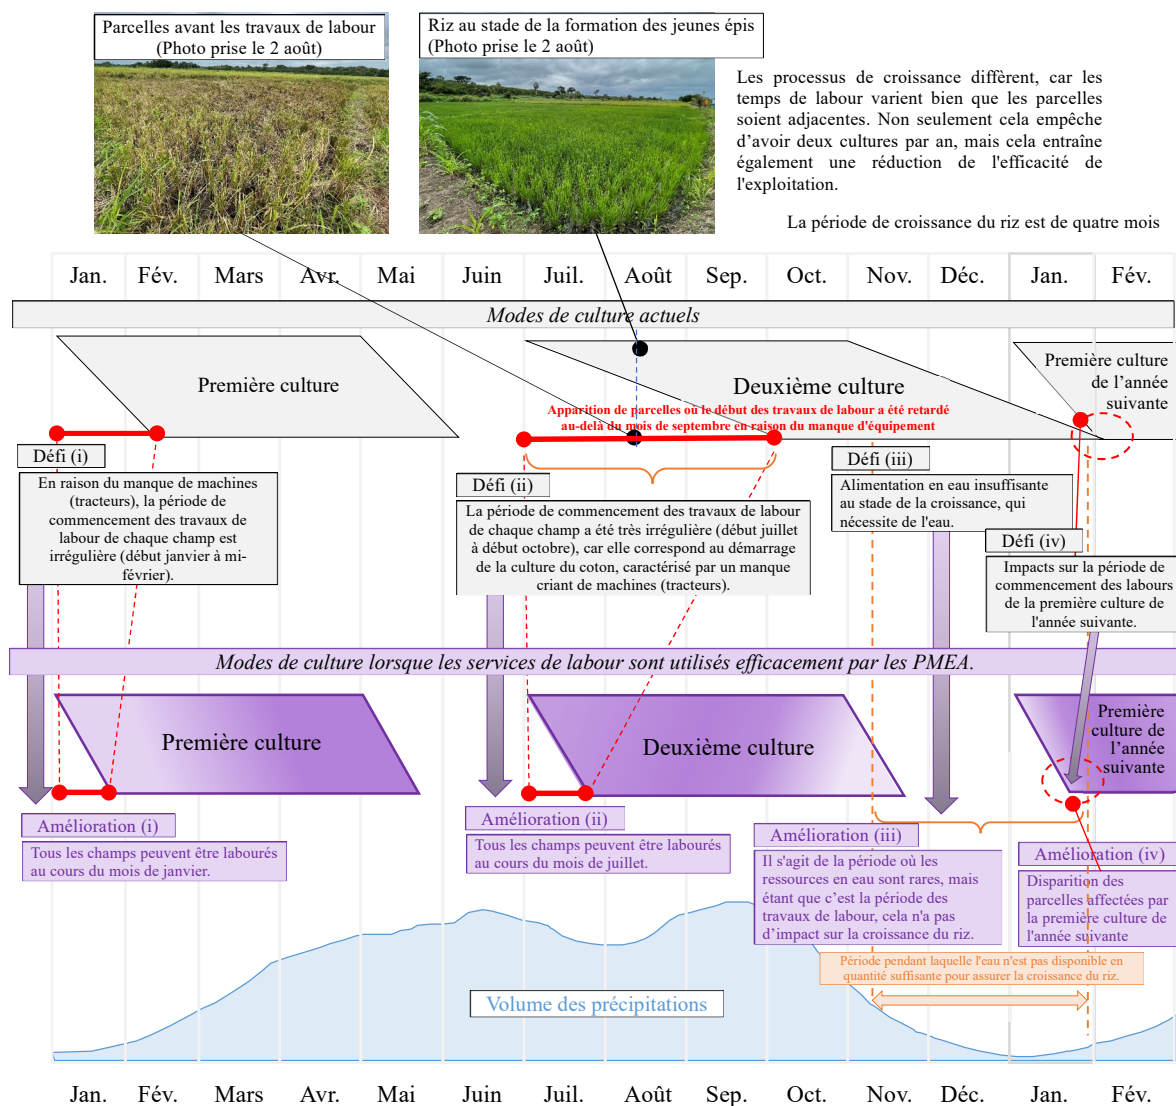 Parcelles avant les travaux de labour
(Photo prise le 2 août)
Riz au stade de la formation des jeunes épis
(Photo prise le 2 août)
Les processus de croissance diffèrent, car les
temps de labour varient bien que les parcelles
soient adjacentes. Non seulement cela empêche
d’avoir deux cultures par an, mais cela entraîne
également une réduction de l'efficacité de
l'exploitation.
La période de croissance du riz est de quatre mois
Jan. Fév. Mars Avr. Mai Juin Juil. Août Sep. Oct. Nov. Déc. Jan. Fév.
Modes de culture actuels
Première culture
Deuxième culture
Première culture
de l’année
suivante
Apparition de parcelles où le début des travaux de labour a été retardé
au-delà du mois de septembre en raison du manque d'équipement
Défi (i)
En raison du manque de machines
(tracteurs), la période de
commencement des travaux de
labour de chaque champ est
irrégulière (début janvier à mi-
février).
Défi (ii)
La période de commencement des travaux de labour
de chaque champ a été très irrégulière (début juillet
à début octobre), car elle correspond au démarrage
de la culture du coton, caractérisé par un manque
criant de machines (tracteurs).
Défi (iii)
Alimentation en eau insuffisante
au stade de la croissance, qui
nécessite de l'eau.
Défi (iv)
Impacts sur la période de
commencement des labours
de la première culture de
l'année suivante.
Modes de culture lorsque les services de labour sont utilisés efficacement par les PMEA.
Première culture
Deuxième culture
Première
culture de
l’année
suivante
Amélioration (i)
Tous les champs peuvent être labourés
au cours du mois de janvier.
Amélioration (ii)
Tous les champs peuvent être labourés
au cours du mois de juillet.
Amélioration (iii)
Il s'agit de la période où les
ressources en eau sont rares, mais
étant que c’est la période des
travaux de labour, cela n'a pas
d’impact sur la croissance du riz.
Amélioration (iv)
Disparition des
parcelles affectées par
la première culture de
l'année suivante
Période pendant laquelle l'eau n'est pas disponible en
quantité suffisante pour assurer la croissance du riz.
Volume des précipitations
Jan. Fév. Mars Avr. Mai Juin Juil. Août Sep. Oct. Nov. Déc. Jan. Fév.